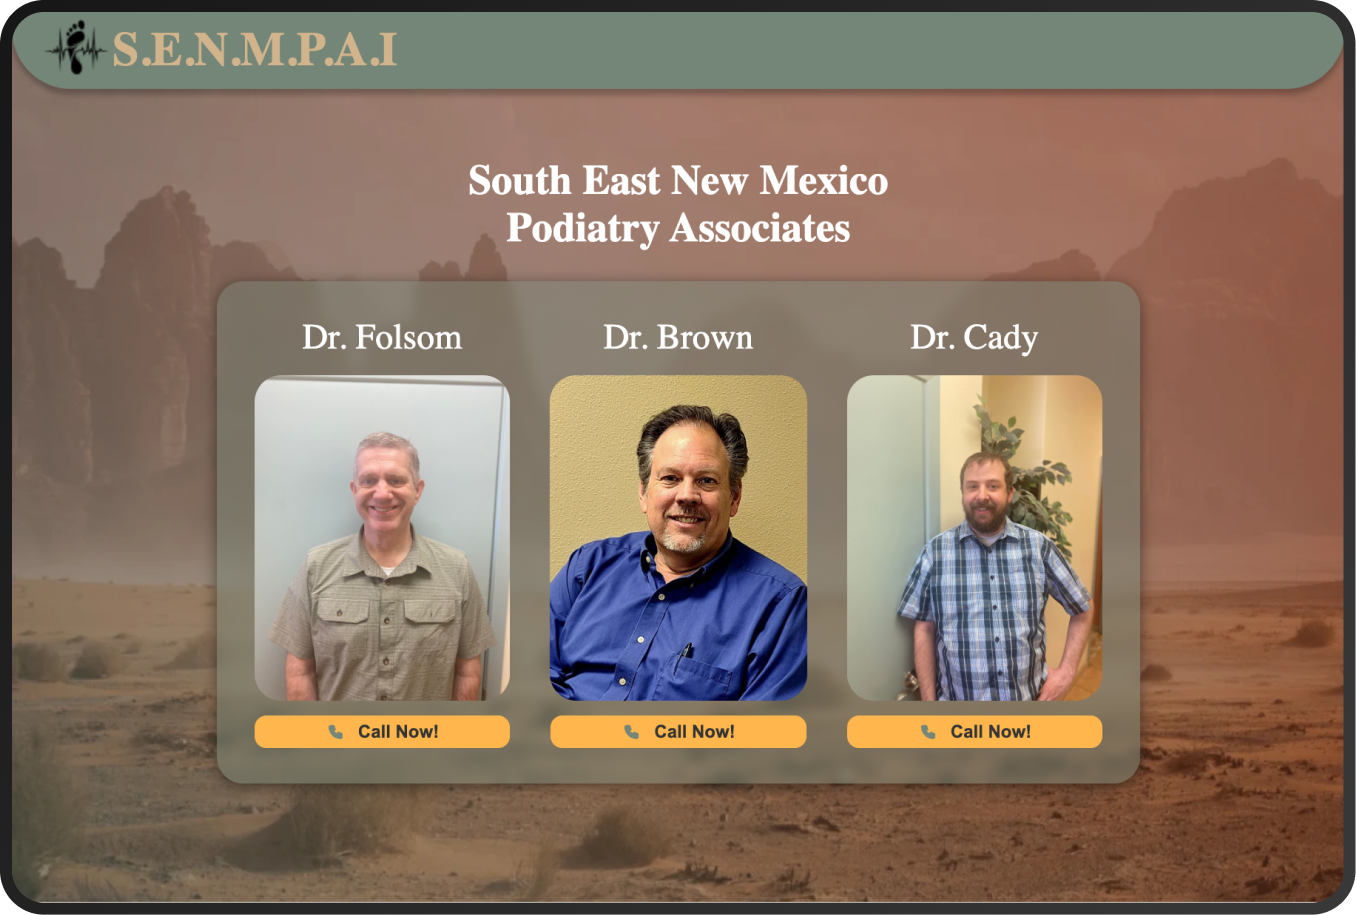 S.E.N.M.P.A.I
South East New Mexico
Podiatry Associates
Dr. Folsom
Dr. Brown
Dr. Cady
Call Now!
Call Now!
Call Now!